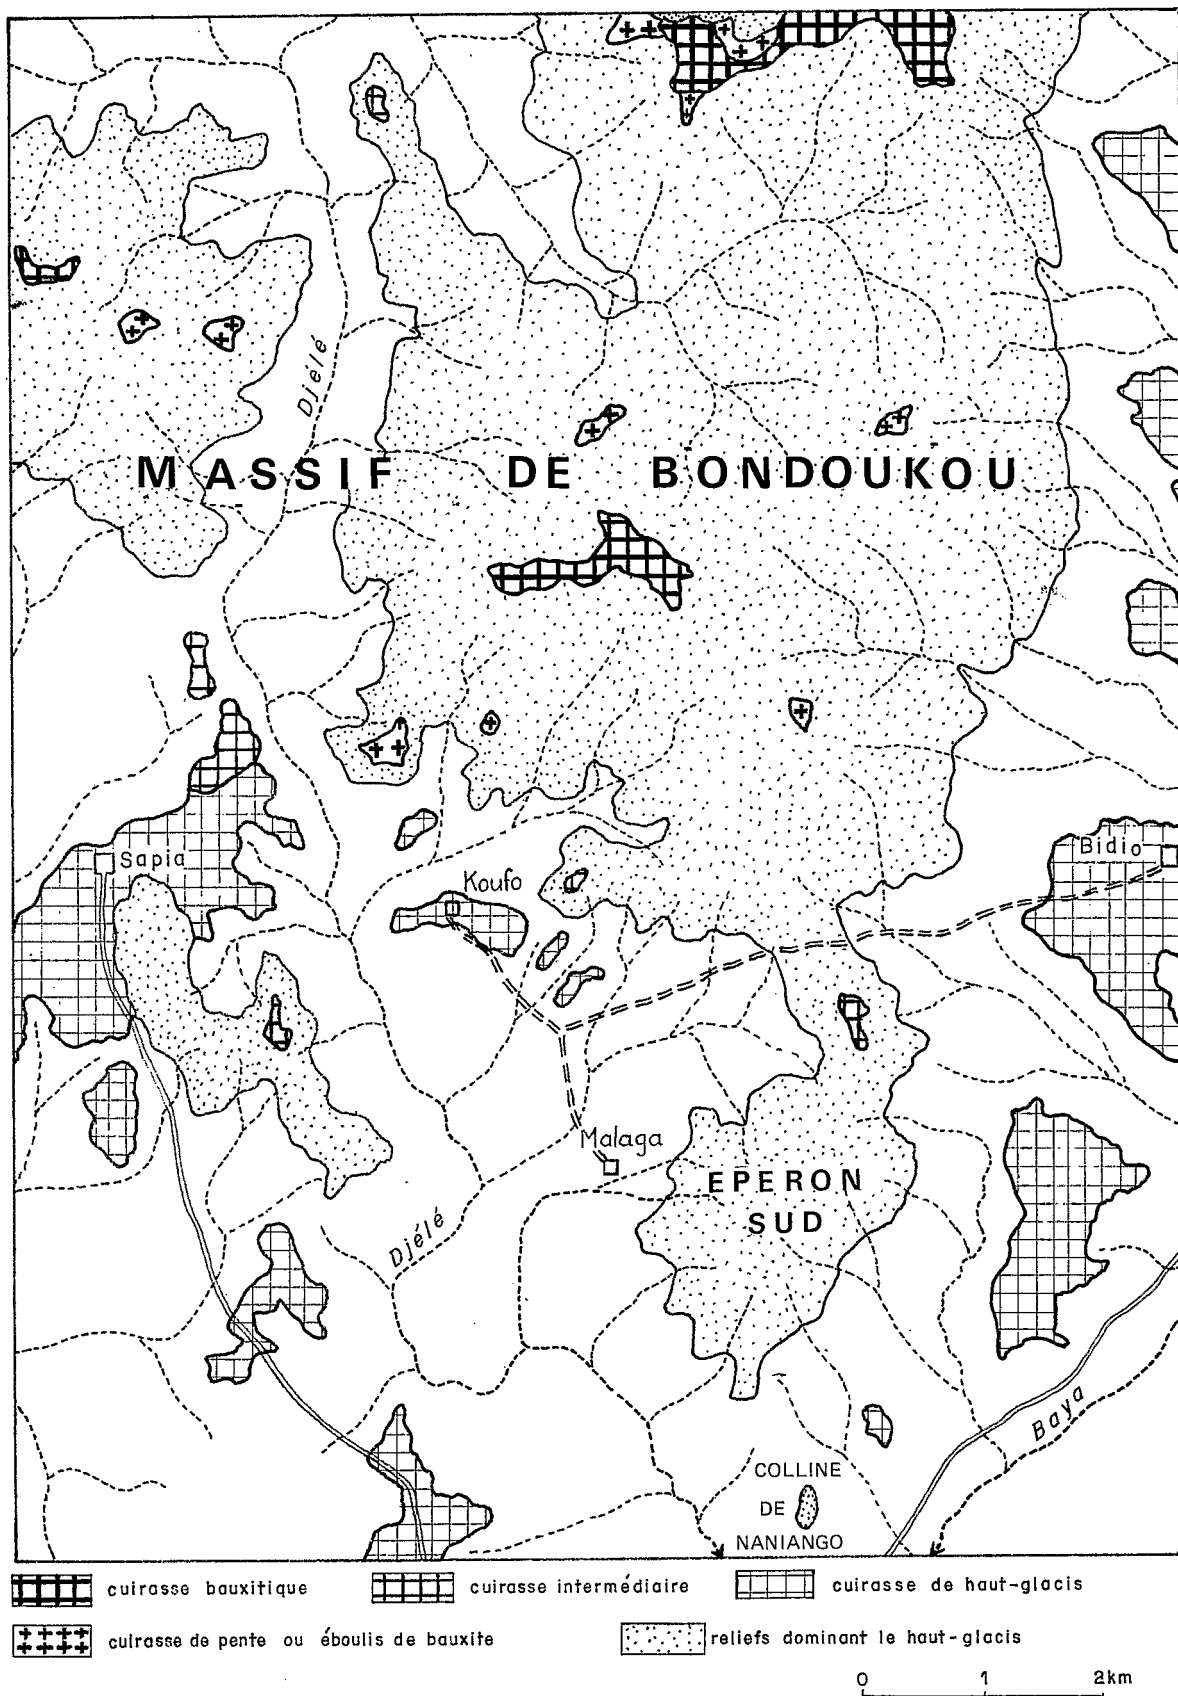 Djélé
MASSIF DE BONDOUKOU
Sapia
Koufo
Bidio
Malaga
EPERON
SUD
Djélé
Baya
COLLINE
DE
NANIANGO
cuirasse bauxitique
cuirasse intermédiaire
cuirasse de haut-glacis
cuirasse de pente ou éboulis de bauxite
reliefs dominant le haut-glacis
0 1 2km